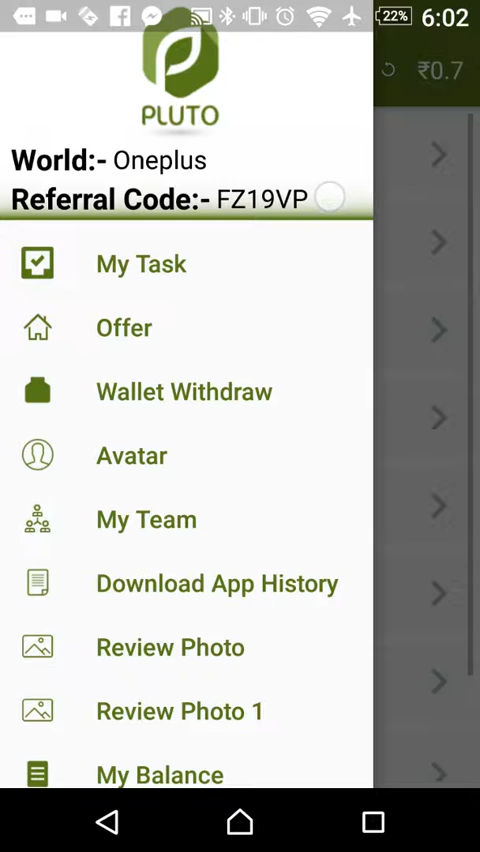 22% 6:02
PLUTO
₹0.7
World:- Oneplus
Referral Code:- FZ19VP
My Task
Offer
Wallet Withdraw
Avatar
My Team
Download App History
Review Photo
Review Photo 1
My Balance